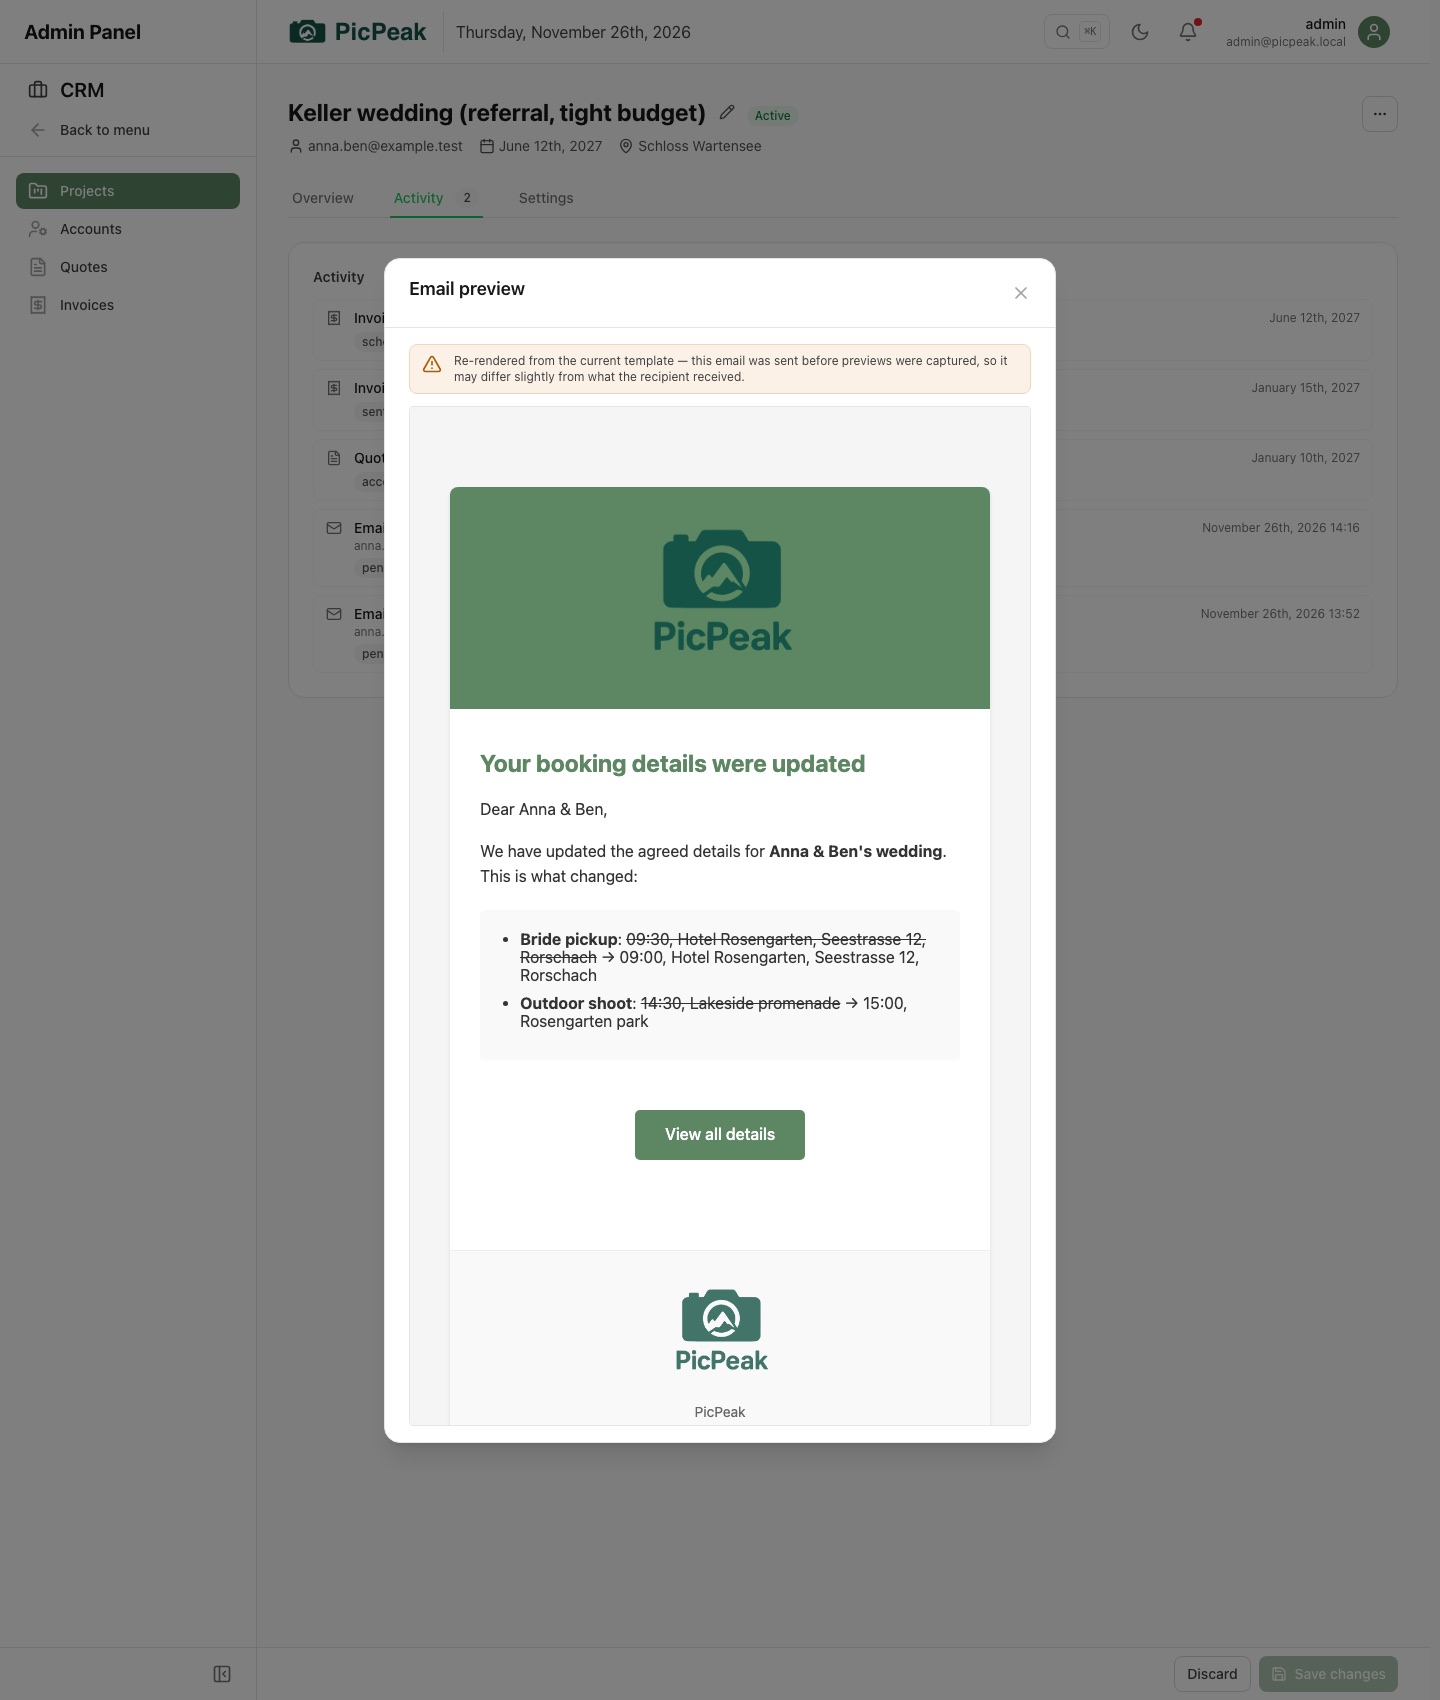 Admin Panel
PicPeak
Thursday, November 26th, 2026
⌘K
admin
admin@picpeak.local
CRM
Back to menu
Projects
Accounts
Quotes
Invoices
Keller wedding (referral, tight budget)
Active
anna.ben@example.test
June 12th, 2027
Schloss Wartensee
Overview
Activity 2
Settings
Activity
June 12th, 2027
January 15th, 2027
January 10th, 2027
anna.
November 26th, 2026 14:16
anna.
November 26th, 2026 13:52
Email preview
Re-rendered from the current template — this email was sent before previews were captured, so it
may differ slightly from what the recipient received.
PicPeak
Your booking details were updated
Dear Anna & Ben,
We have updated the agreed details for Anna & Ben's wedding.
This is what changed:
• Bride pickup: 09:30, Hotel Rosengarten, Seestrasse 12,
Rorschach → 09:00, Hotel Rosengarten, Seestrasse 12,
Rorschach
• Outdoor shoot: 14:30, Lakeside promenade → 15:00,
Rosengarten park
View all details
PicPeak
PicPeak
Discard
Save changes